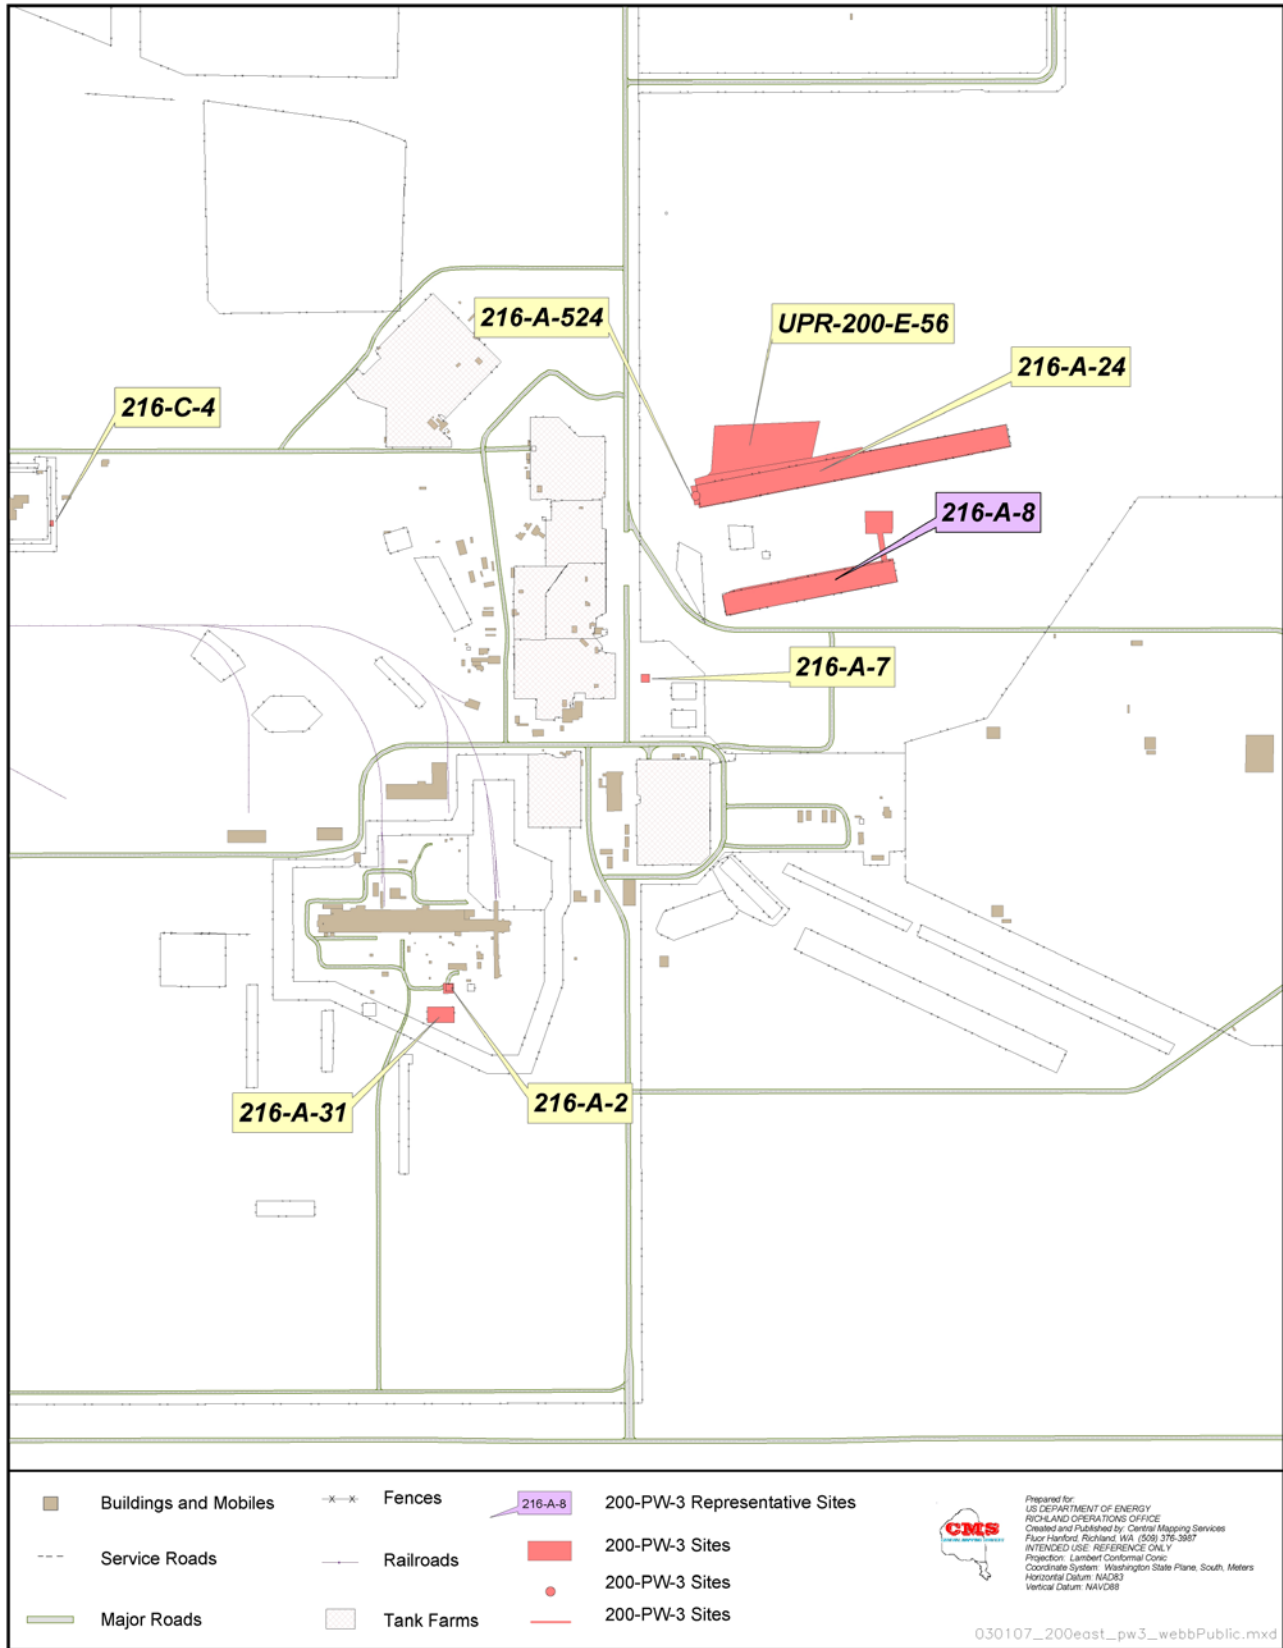 216-A-524
UPR-200-E-56
216-A-24
216-C-4
216-A-8
216-A-7
216-A-31
216-A-2
Buildings and Mobiles
Service Roads
Major Roads
Fences
Railroads
Tank Farms
216-A-8
200-PW-3 Representative Sites
200-PW-3 Sites
200-PW-3 Sites
200-PW-3 Sites
CMS
Prepared for:
US DEPARTMENT OF ENERGY
RICHLAND OPERATIONS OFFICE
Created and Published by: Central Mapping Services
Fluor Hanford, Richland, WA (509) 376-3987
INTENDED USE: REFERENCE ONLY
Projection: Lambert Conformal Conic
Coordinate System: Washington State Plane, South, Meters
Horizontal Datum: NAD83
Vertical Datum: NAVD88
030107_200east_pw3_webbPublic.mxd